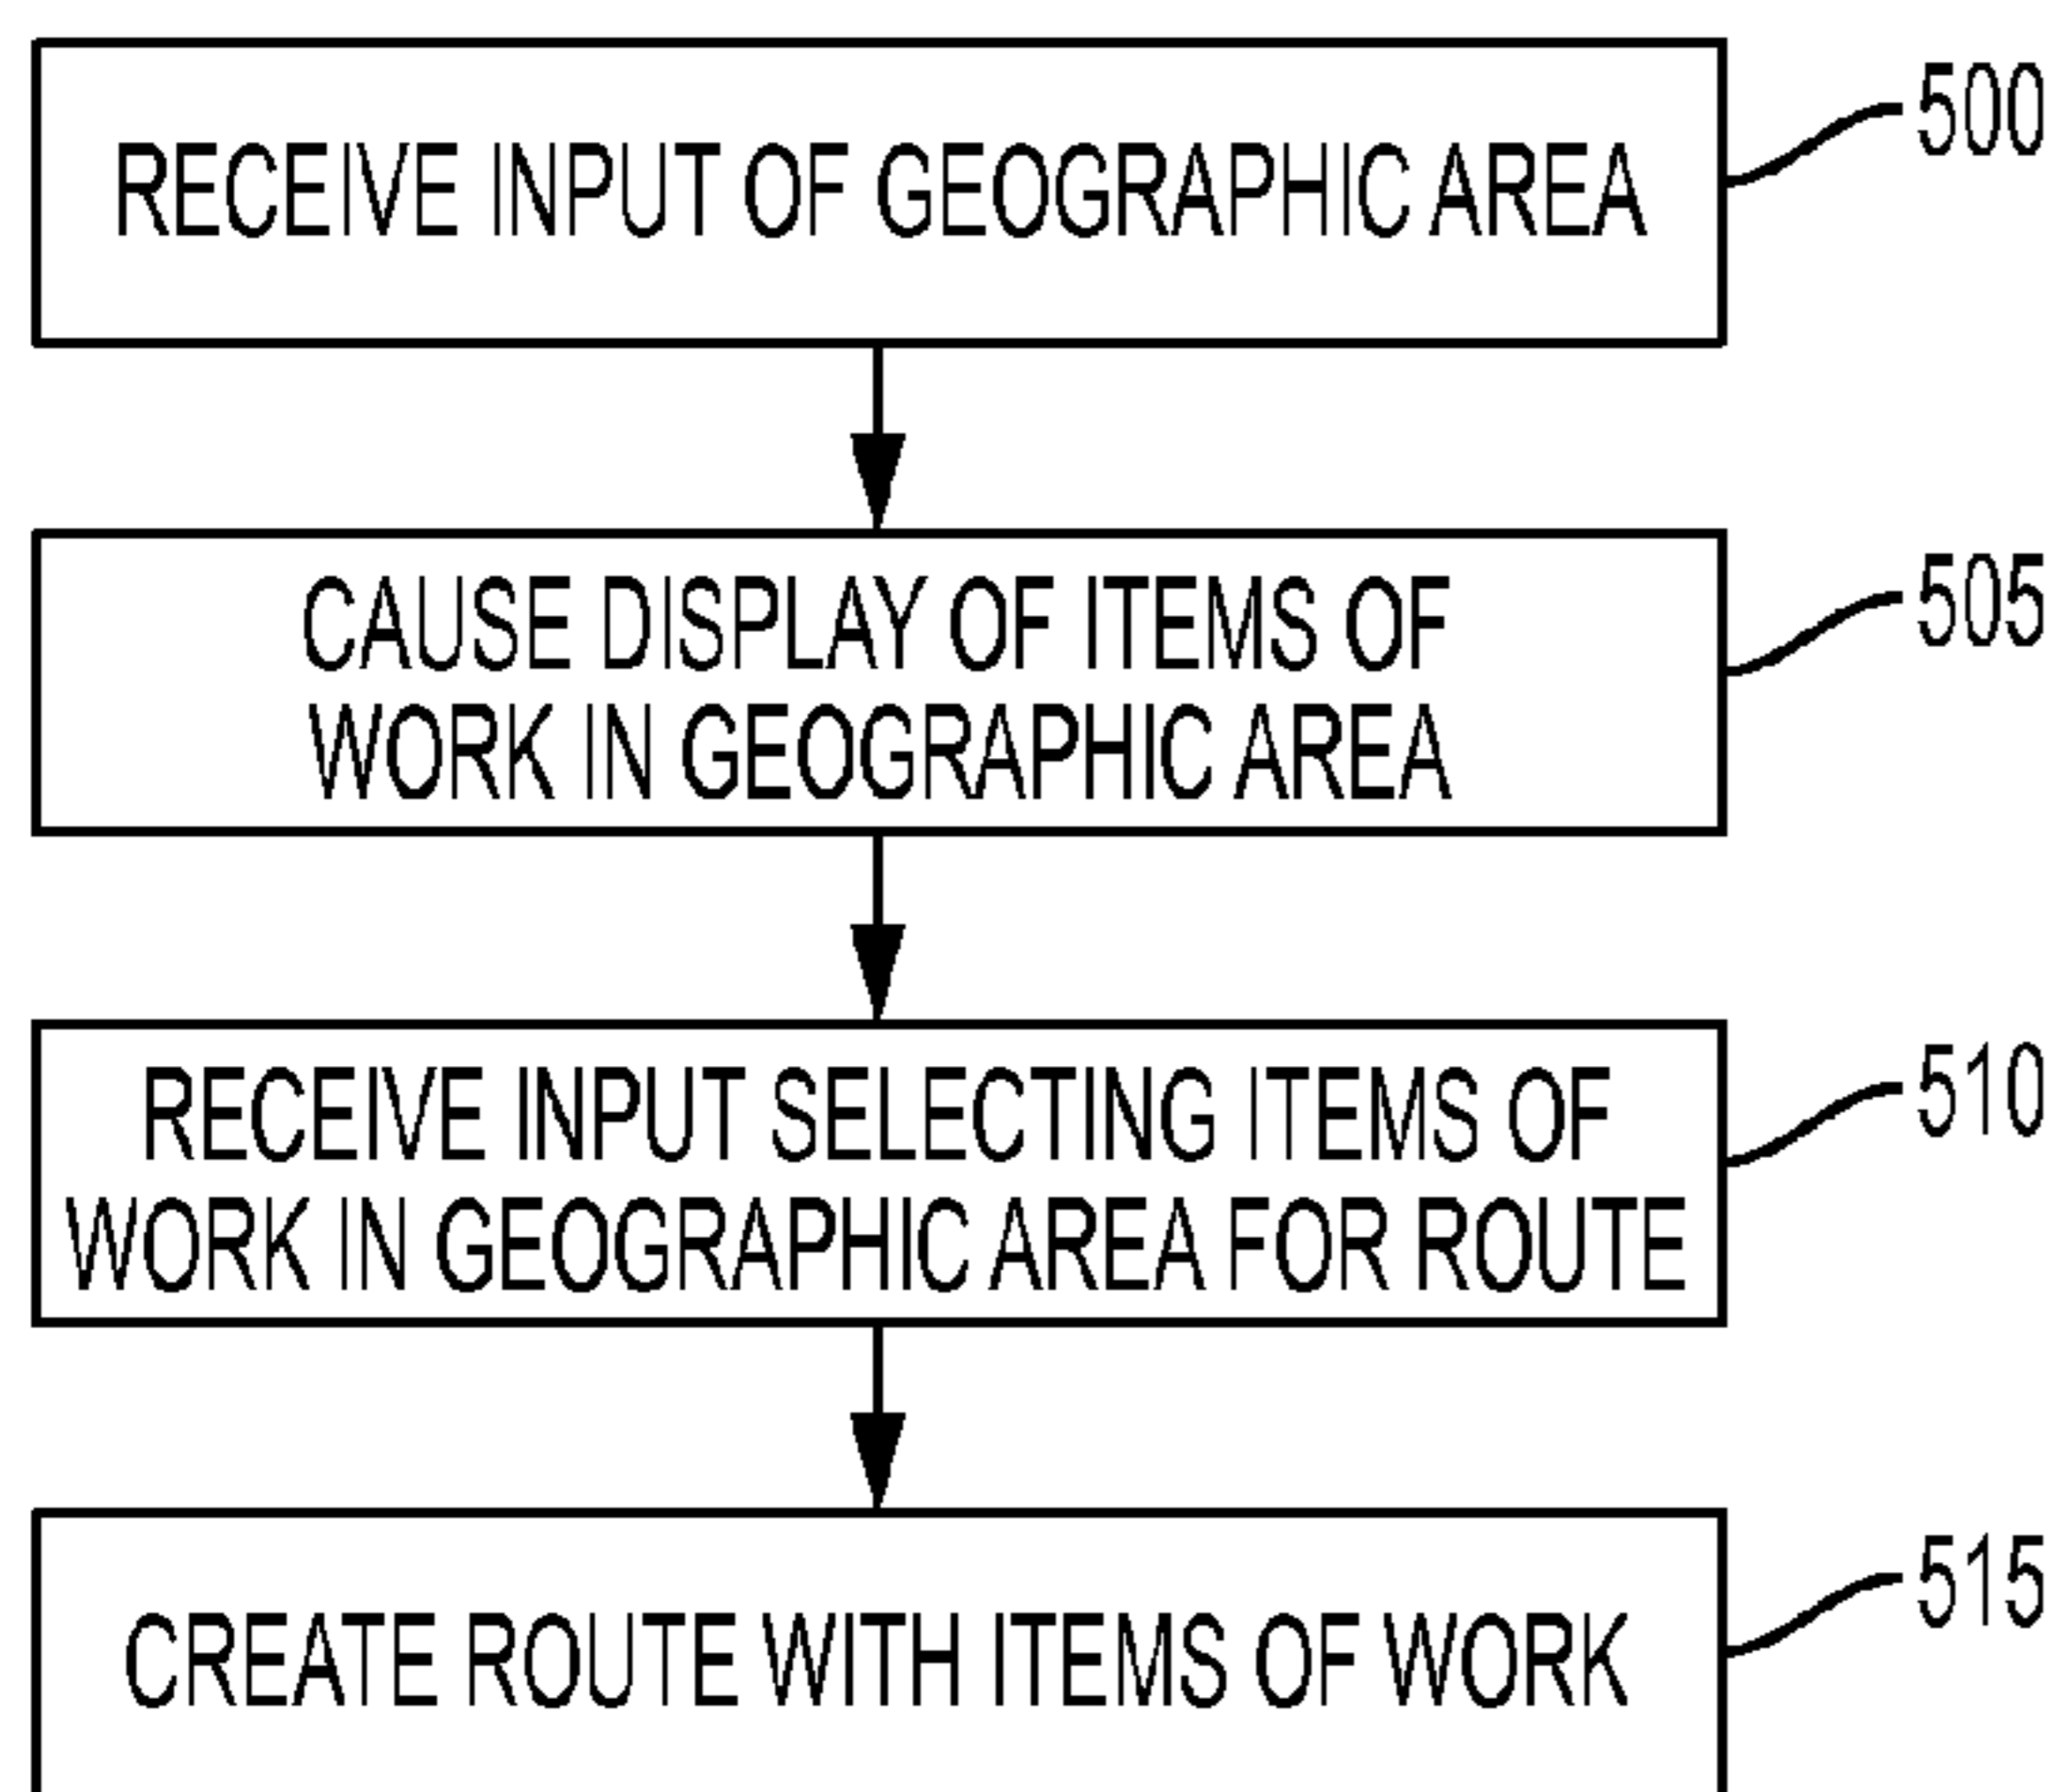 RECEIVE INPUT OF GEOGRAPHIC AREA
500
CAUSE DISPLAY OF ITEMS OF
WORK IN GEOGRAPHIC AREA
505
RECEIVE INPUT SELECTING ITEMS OF
WORK IN GEOGRAPHIC AREA FOR ROUTE
510
CREATE ROUTE WITH ITEMS OF WORK
515